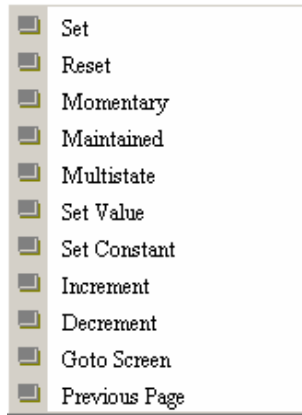 Set
Reset
Momentary
Maintained
Multistate
Set Value
Set Constant
Increment
Decrement
Goto Screen
Previous Page